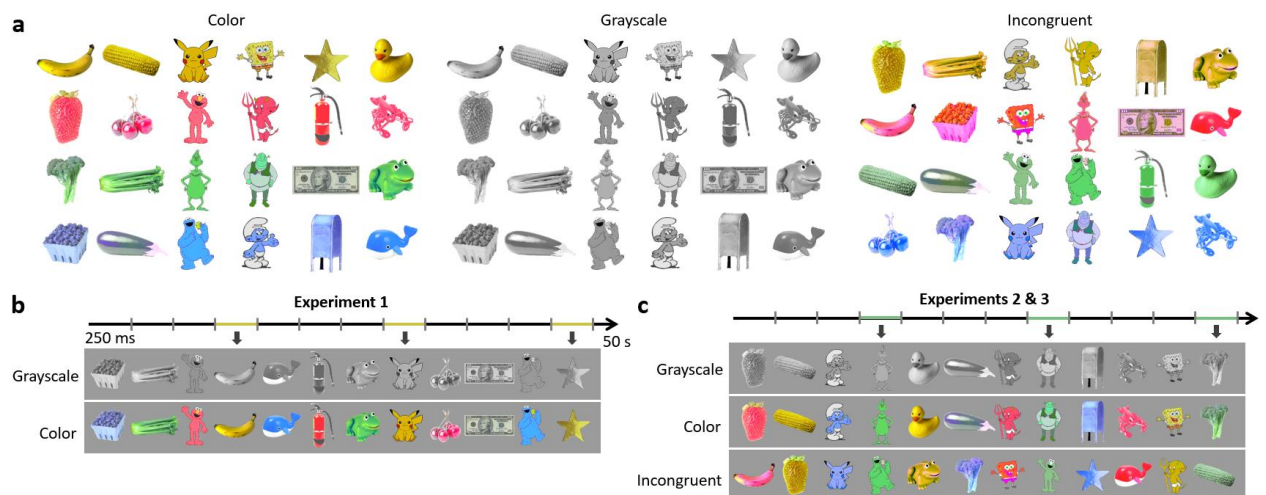 a
Color
Grayscale
Incongruent
b
Experiment 1
250 ms
50 s
Grayscale
Color
c
Experiments 2 & 3
Grayscale
Color
Incongruent